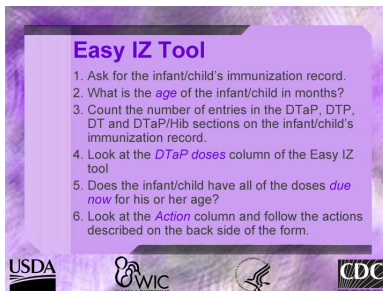 Easy IZ Tool
1. Ask for the infant/child's immunization record.
2. What is the age of the infant/child in months?
3. Count the number of entries in the DTaP, DTP,
DT and DTaP/Hib sections on the infant/child's
immunization record.
4. Look at the DTaP doses column of the Easy IZ
tool
5. Does the infant/child have all of the doses due
now for his or her age?
6. Look at the Action column and follow the actions
described on the back side of the form.
USDA
WIC
CDC